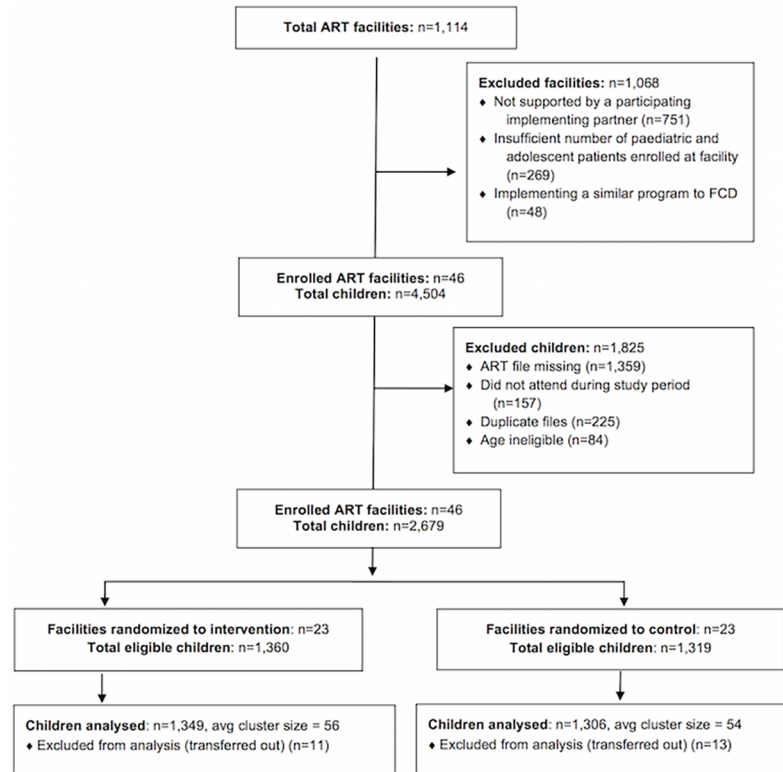 Total ART facilities: n=1,114
Excluded facilities: n=1,068
♦ Not supported by a participating
implementing partner (n=751)
♦ Insufficient number of paediatric and
adolescent patients enrolled at facility
(n=269)
♦ Implementing a similar program to FCD
(n=48)
Enrolled ART facilities: n=46
Total children: n=4,504
Excluded children: n=1,825
♦ ART file missing (n=1,359)
♦ Did not attend during study period
(n=157)
♦ Duplicate files (n=225)
♦ Age ineligible (n=84)
Enrolled ART facilities: n=46
Total children: n=2,679
Facilities randomized to intervention: n=23
Total eligible children: n=1,360
Facilities randomized to control: n=23
Total eligible children: n=1,319
Children analysed: n=1,349, avg cluster size = 56
♦ Excluded from analysis (transferred out) (n=11)
Children analysed: n=1,306, avg cluster size = 54
♦ Excluded from analysis (transferred out) (n=13)